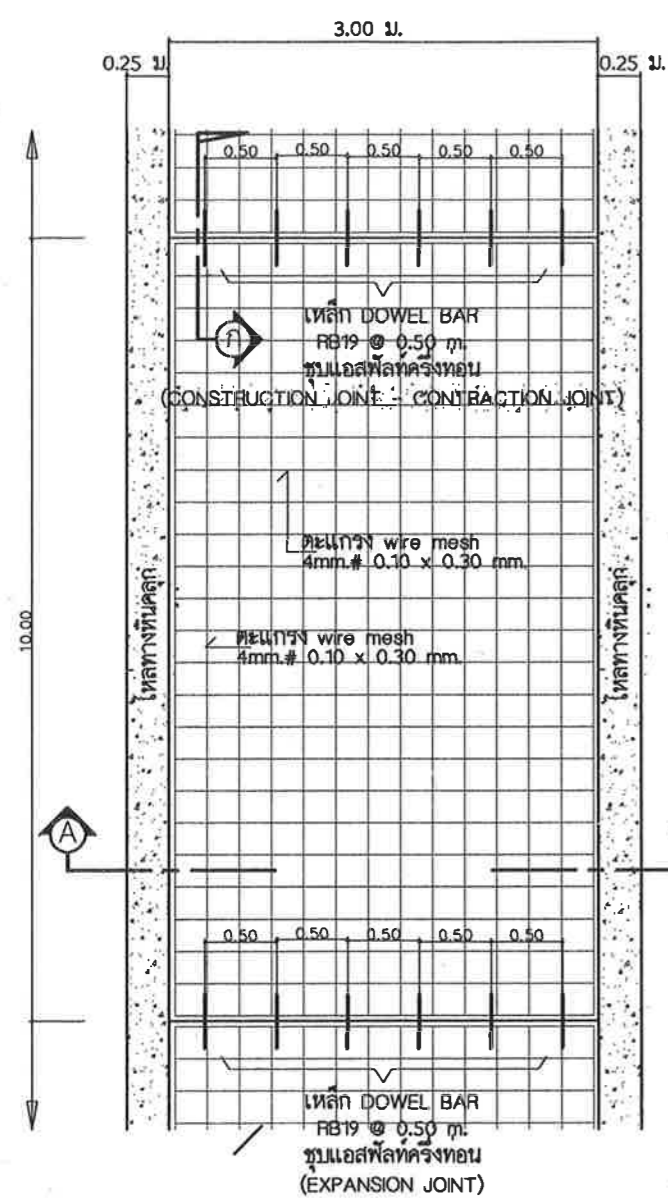 3.00 ม.
0.25 ม.
0.25 ม.
0.50 0.50 0.50 0.50 0.50
เหล็ก DOWEL BAR
RB19 @ 0.50 ท.
ชุบแอสฟัลท์ครึ่งทอน
(CONSTRUCTION JOINT - CONTRACTION JOINT)
ก
ตะแกรง wire mesh
4mm.# 0.10 x 0.30 mm.
ตะแกรง wire mesh
4mm.# 0.10 x 0.30 mm.
10.00
ไหล่ทางหินคลุก
ไหล่ทางหินคลุก
A
0.50 0.50 0.50 0.50 0.50
เหล็ก DOWEL BAR
RB19 @ 0.50 ท.
ชุบแอสฟัลท์ครึ่งทอน
(EXPANSION JOINT)